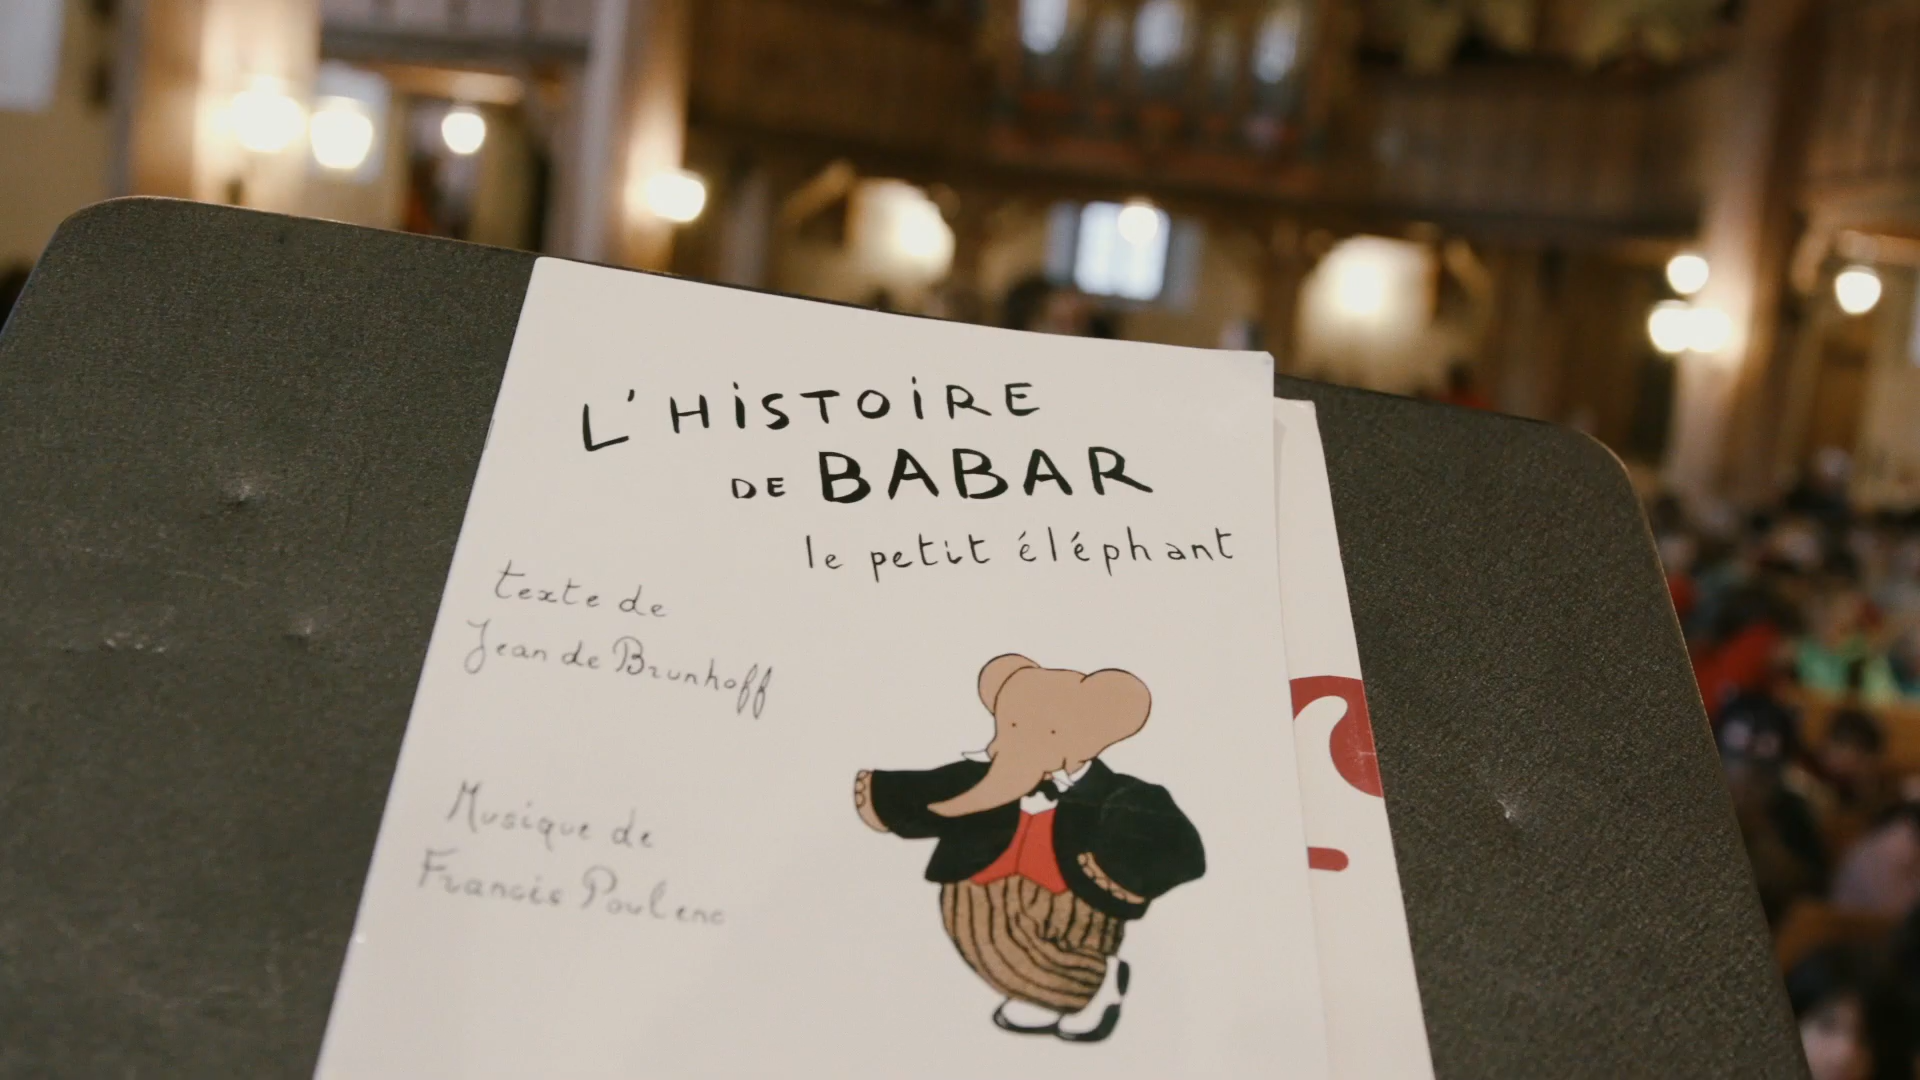 L'HiSTOiRE
DE BABAR
le petit éléphant
texte de
Jean de Brunhoff
Musique de
Francis Poulenc